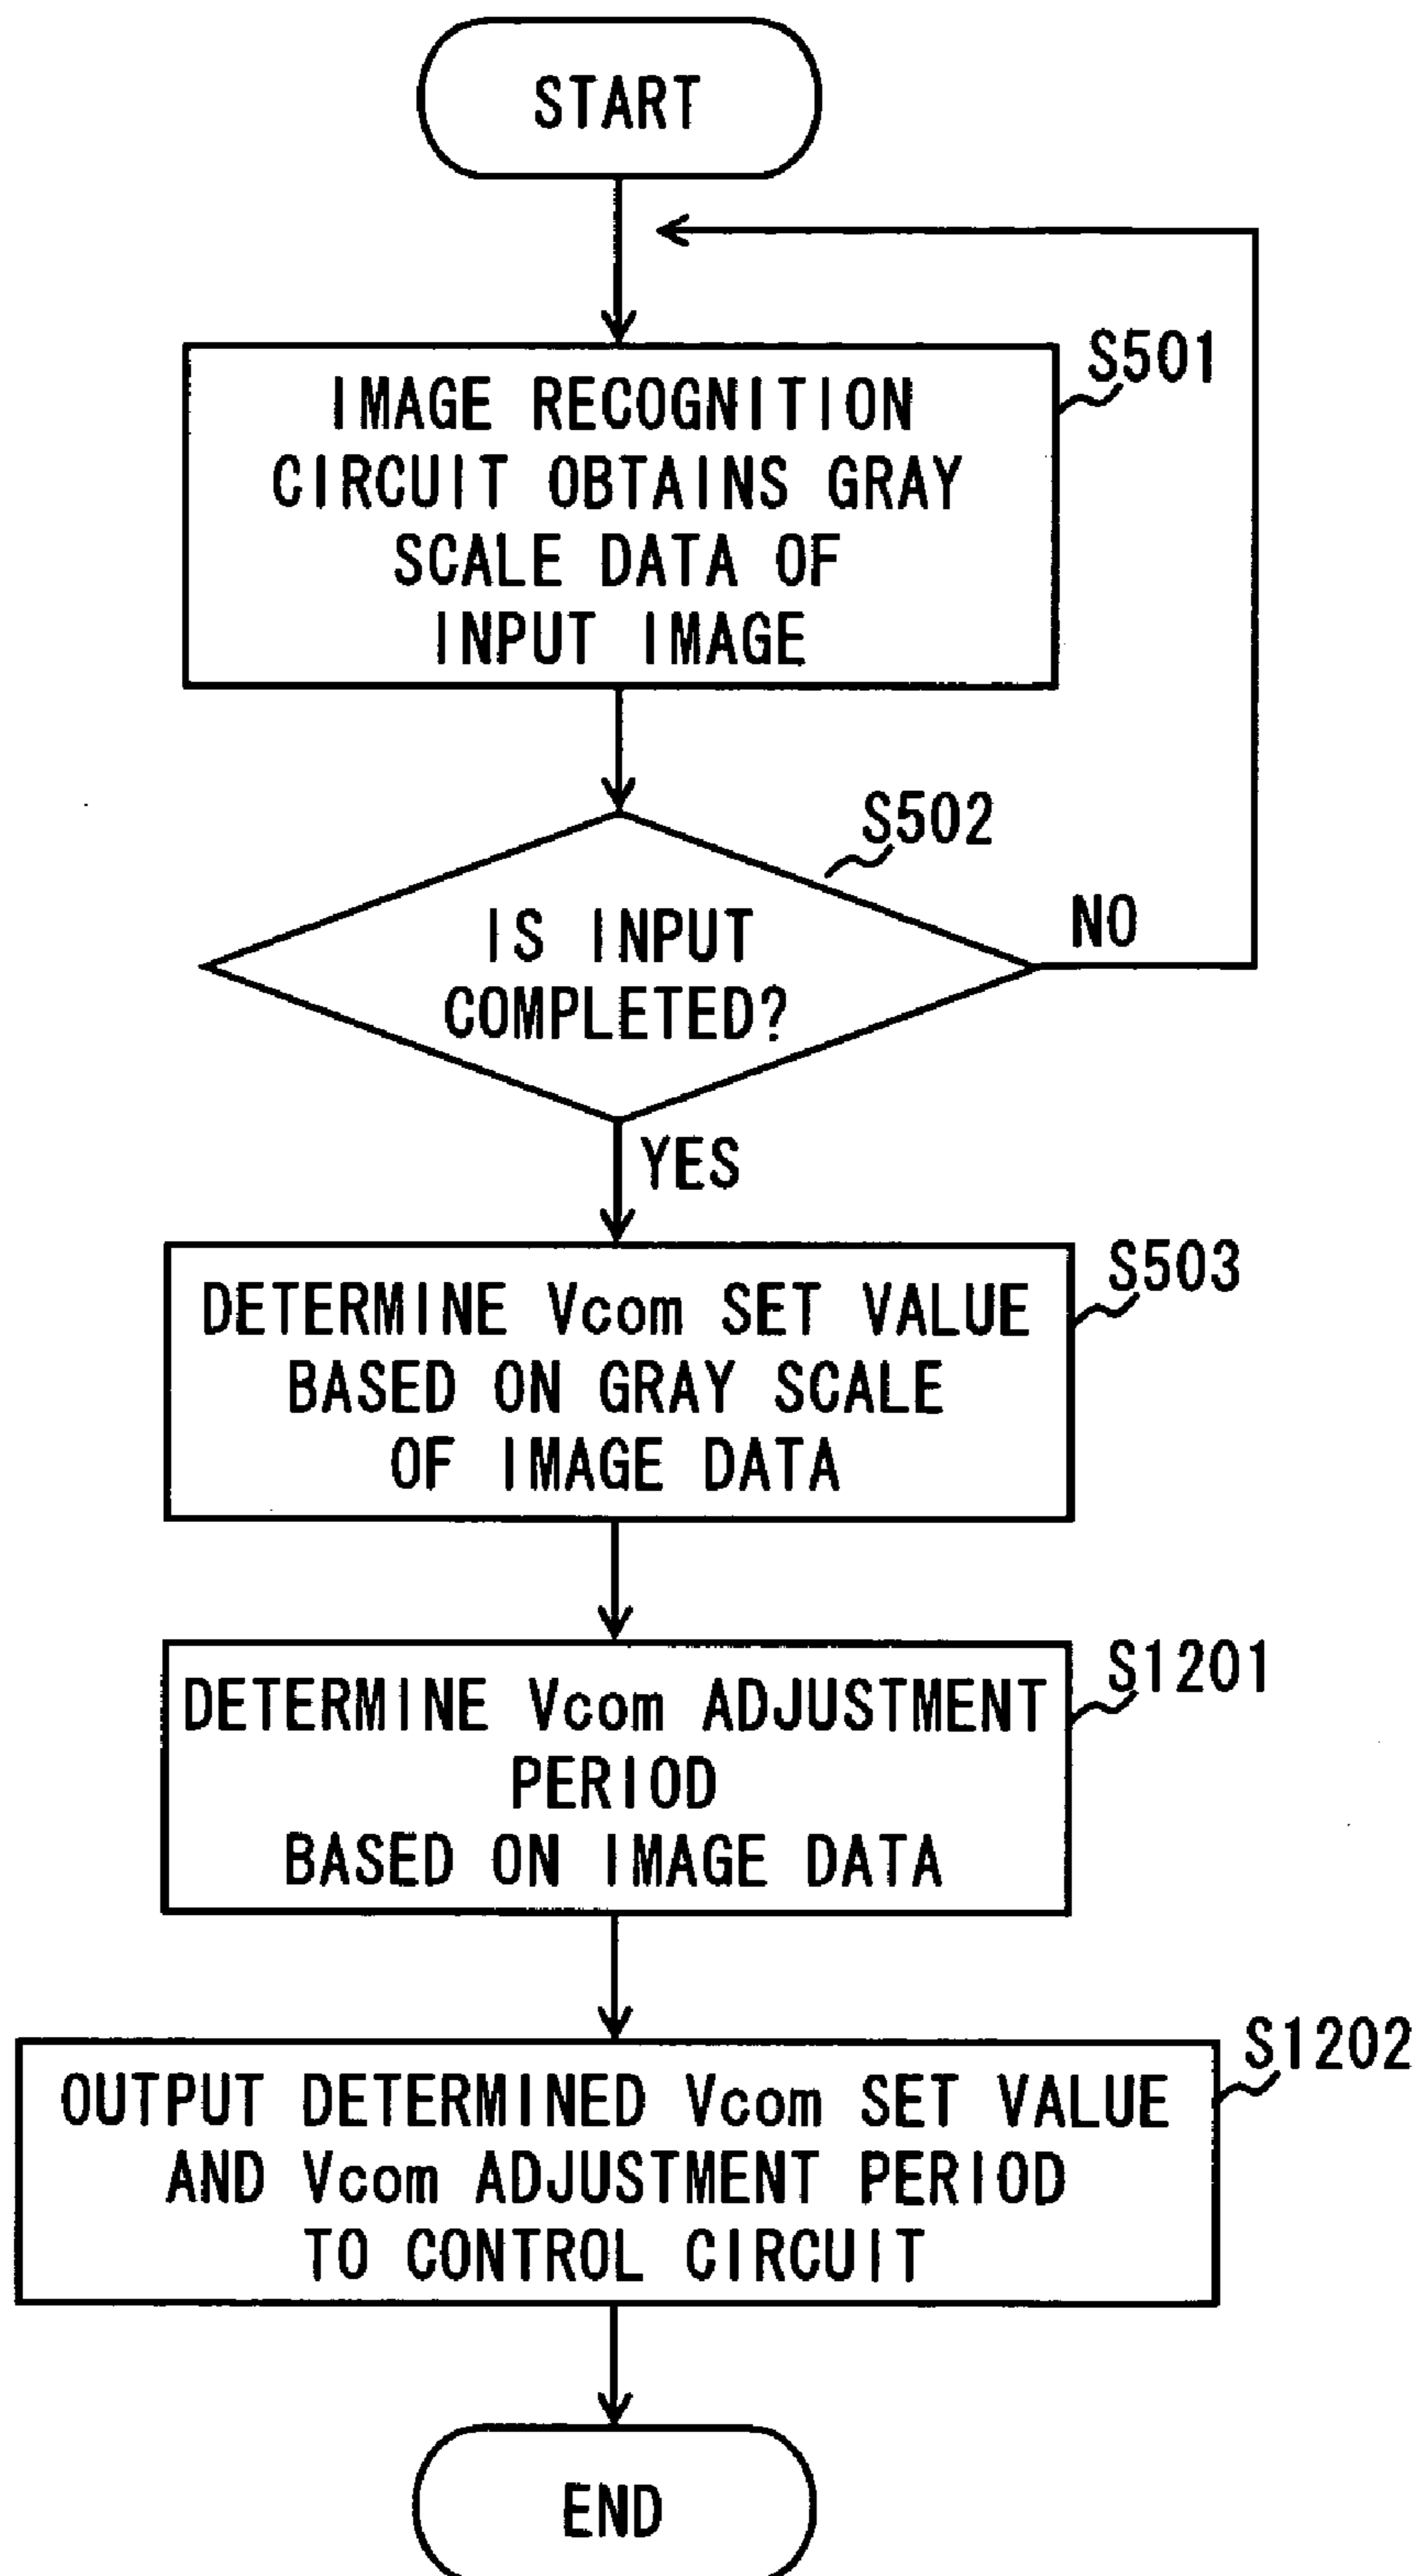 START
S501
IMAGE RECOGNITION
CIRCUIT OBTAINS GRAY
SCALE DATA OF
INPUT IMAGE
S502
IS INPUT
COMPLETED?
NO
YES
S503
DETERMINE Vcom SET VALUE
BASED ON GRAY SCALE
OF IMAGE DATA
S1201
DETERMINE Vcom ADJUSTMENT
PERIOD
BASED ON IMAGE DATA
S1202
OUTPUT DETERMINED Vcom SET VALUE
AND Vcom ADJUSTMENT PERIOD
TO CONTROL CIRCUIT
END